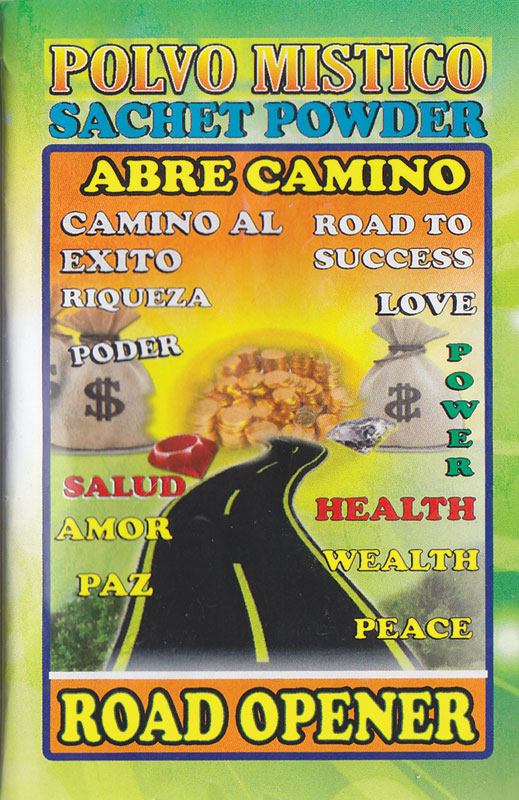 POLVO MISTICO
SACHET POWDER
ABRE CAMINO
CAMINO AL
EXITO
RIQUEZA
PODER
$
SALUD
AMOR
PAZ
ROAD TO
SUCCESS
LOVE
$
POWER
HEALTH
WEALTH
PEACE
ROAD OPENER